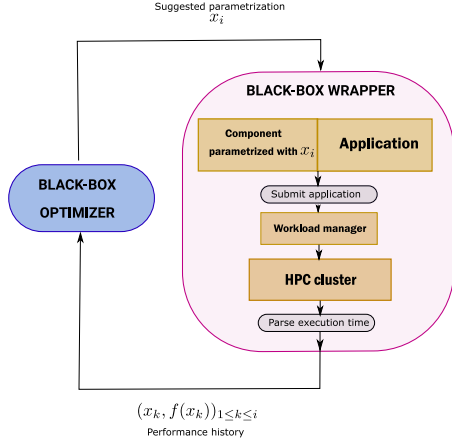 Suggested parametrization
x_i
BLACK-BOX WRAPPER
Component
parametrized with x_i
Application
Submit application
Workload manager
HPC cluster
Parse execution time
BLACK-BOX
OPTIMIZER
(x_k, f(x_k))_{1≤k≤i}
Performance history